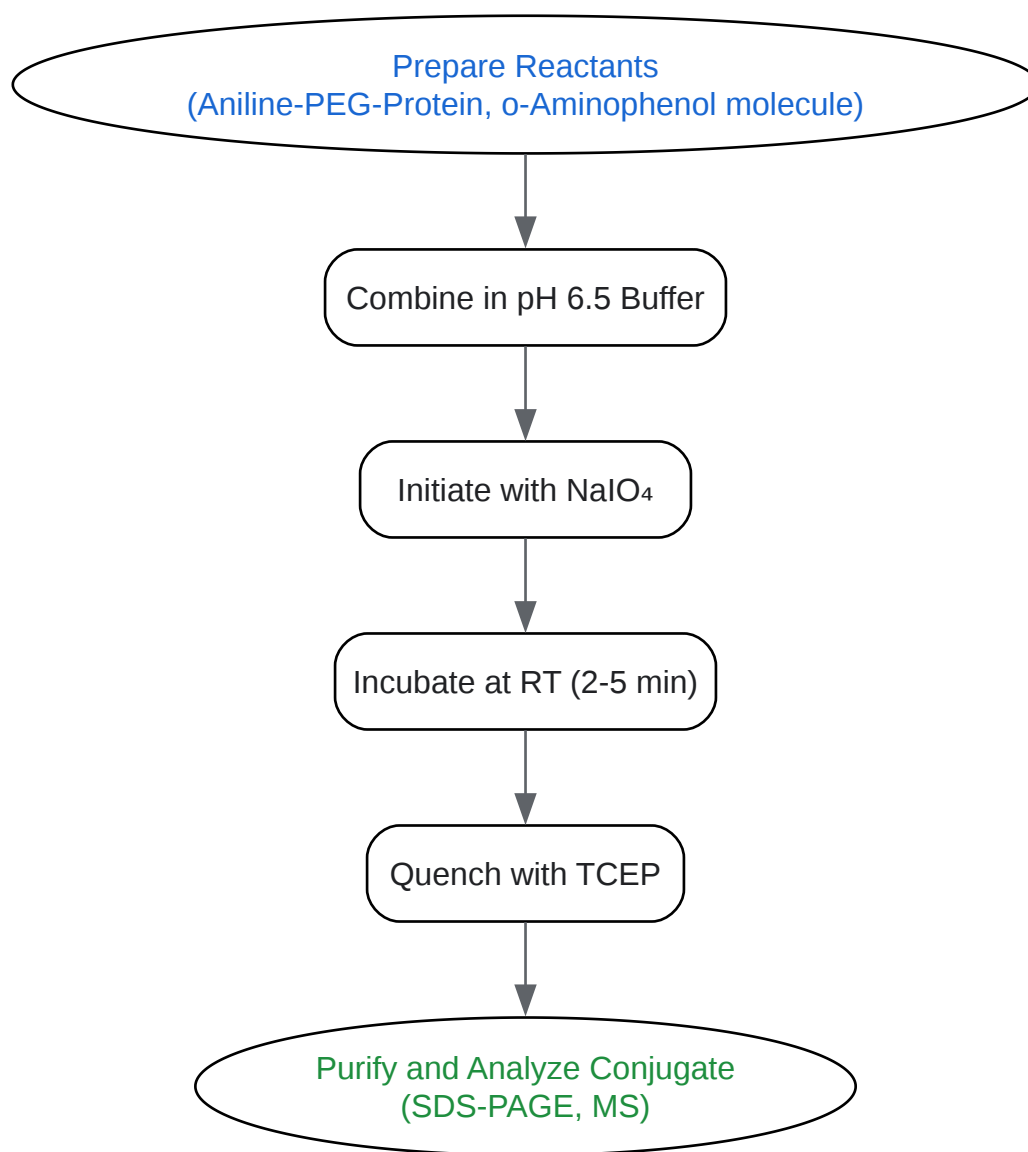 Prepare Reactants
(Aniline-PEG-Protein, o-Aminophenol molecule)
Combine in pH 6.5 Buffer
Initiate with NaIO₄
Incubate at RT (2-5 min)
Quench with TCEP
Purify and Analyze Conjugate
(SDS-PAGE, MS)